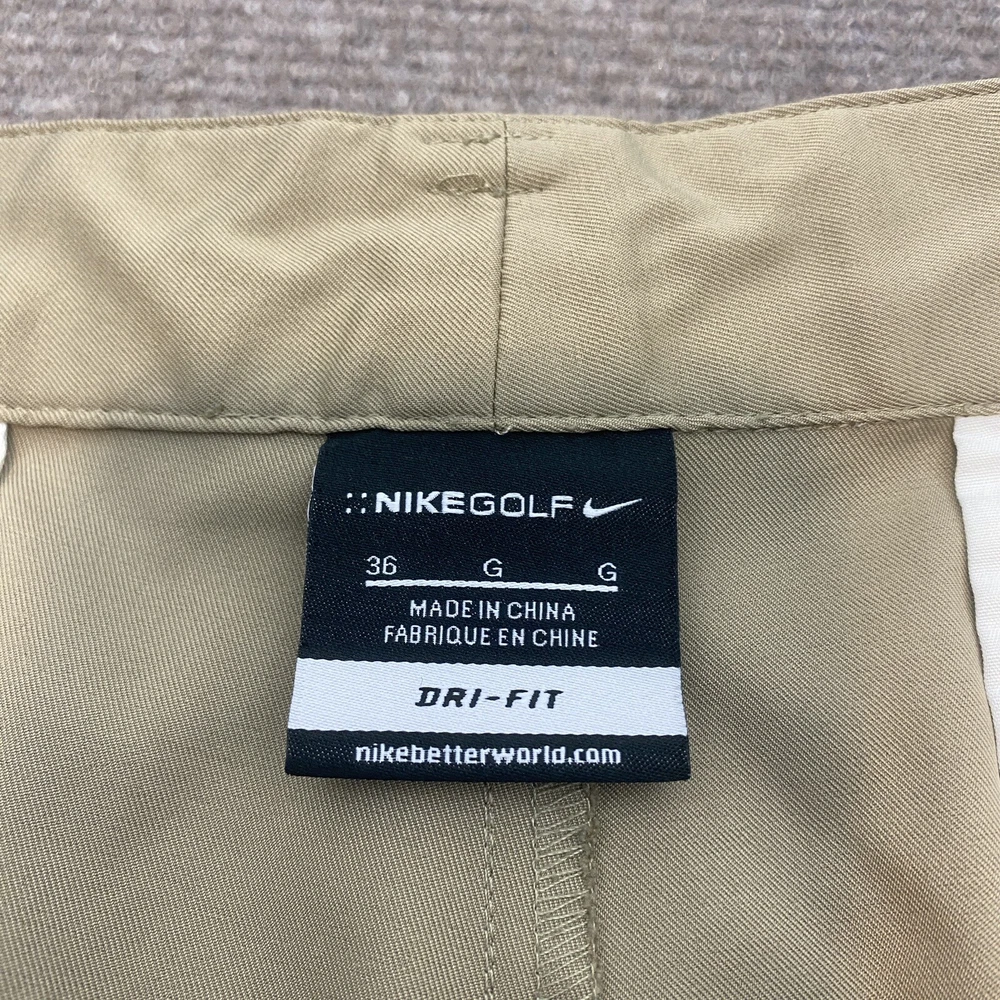 NIKEGOLF
36 G G
MADE IN CHINA
FABRIQUE EN CHINE
DRI-FIT
nikebetterworld.com